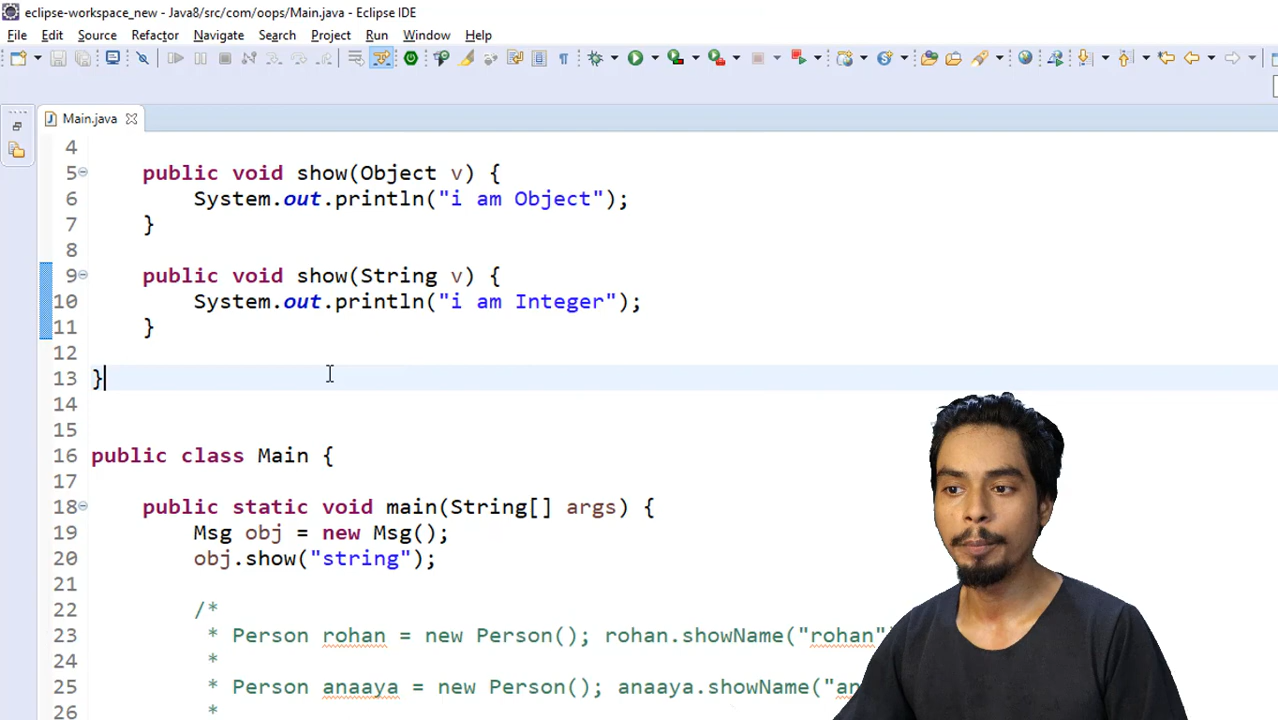 eclipse-workspace_new - Java8/src/com/oops/Main.java - Eclipse IDE
File Edit Source Refactor Navigate Search Project Run Window Help
Main.java
4
5 public void show(Object v) {
6 System.out.println("i am Object");
7 }
8
9 public void show(String v) {
10 System.out.println("i am Integer");
11 }
12
13 }
14
15
16 public class Main {
17
18 public static void main(String[] args) {
19 Msg obj = new Msg();
20 obj.show("string");
21
22 /*
23 * Person rohan = new Person(); rohan.showName("rohan")
24 *
25 * Person anaaya = new Person(); anaaya.showName("an
26 *